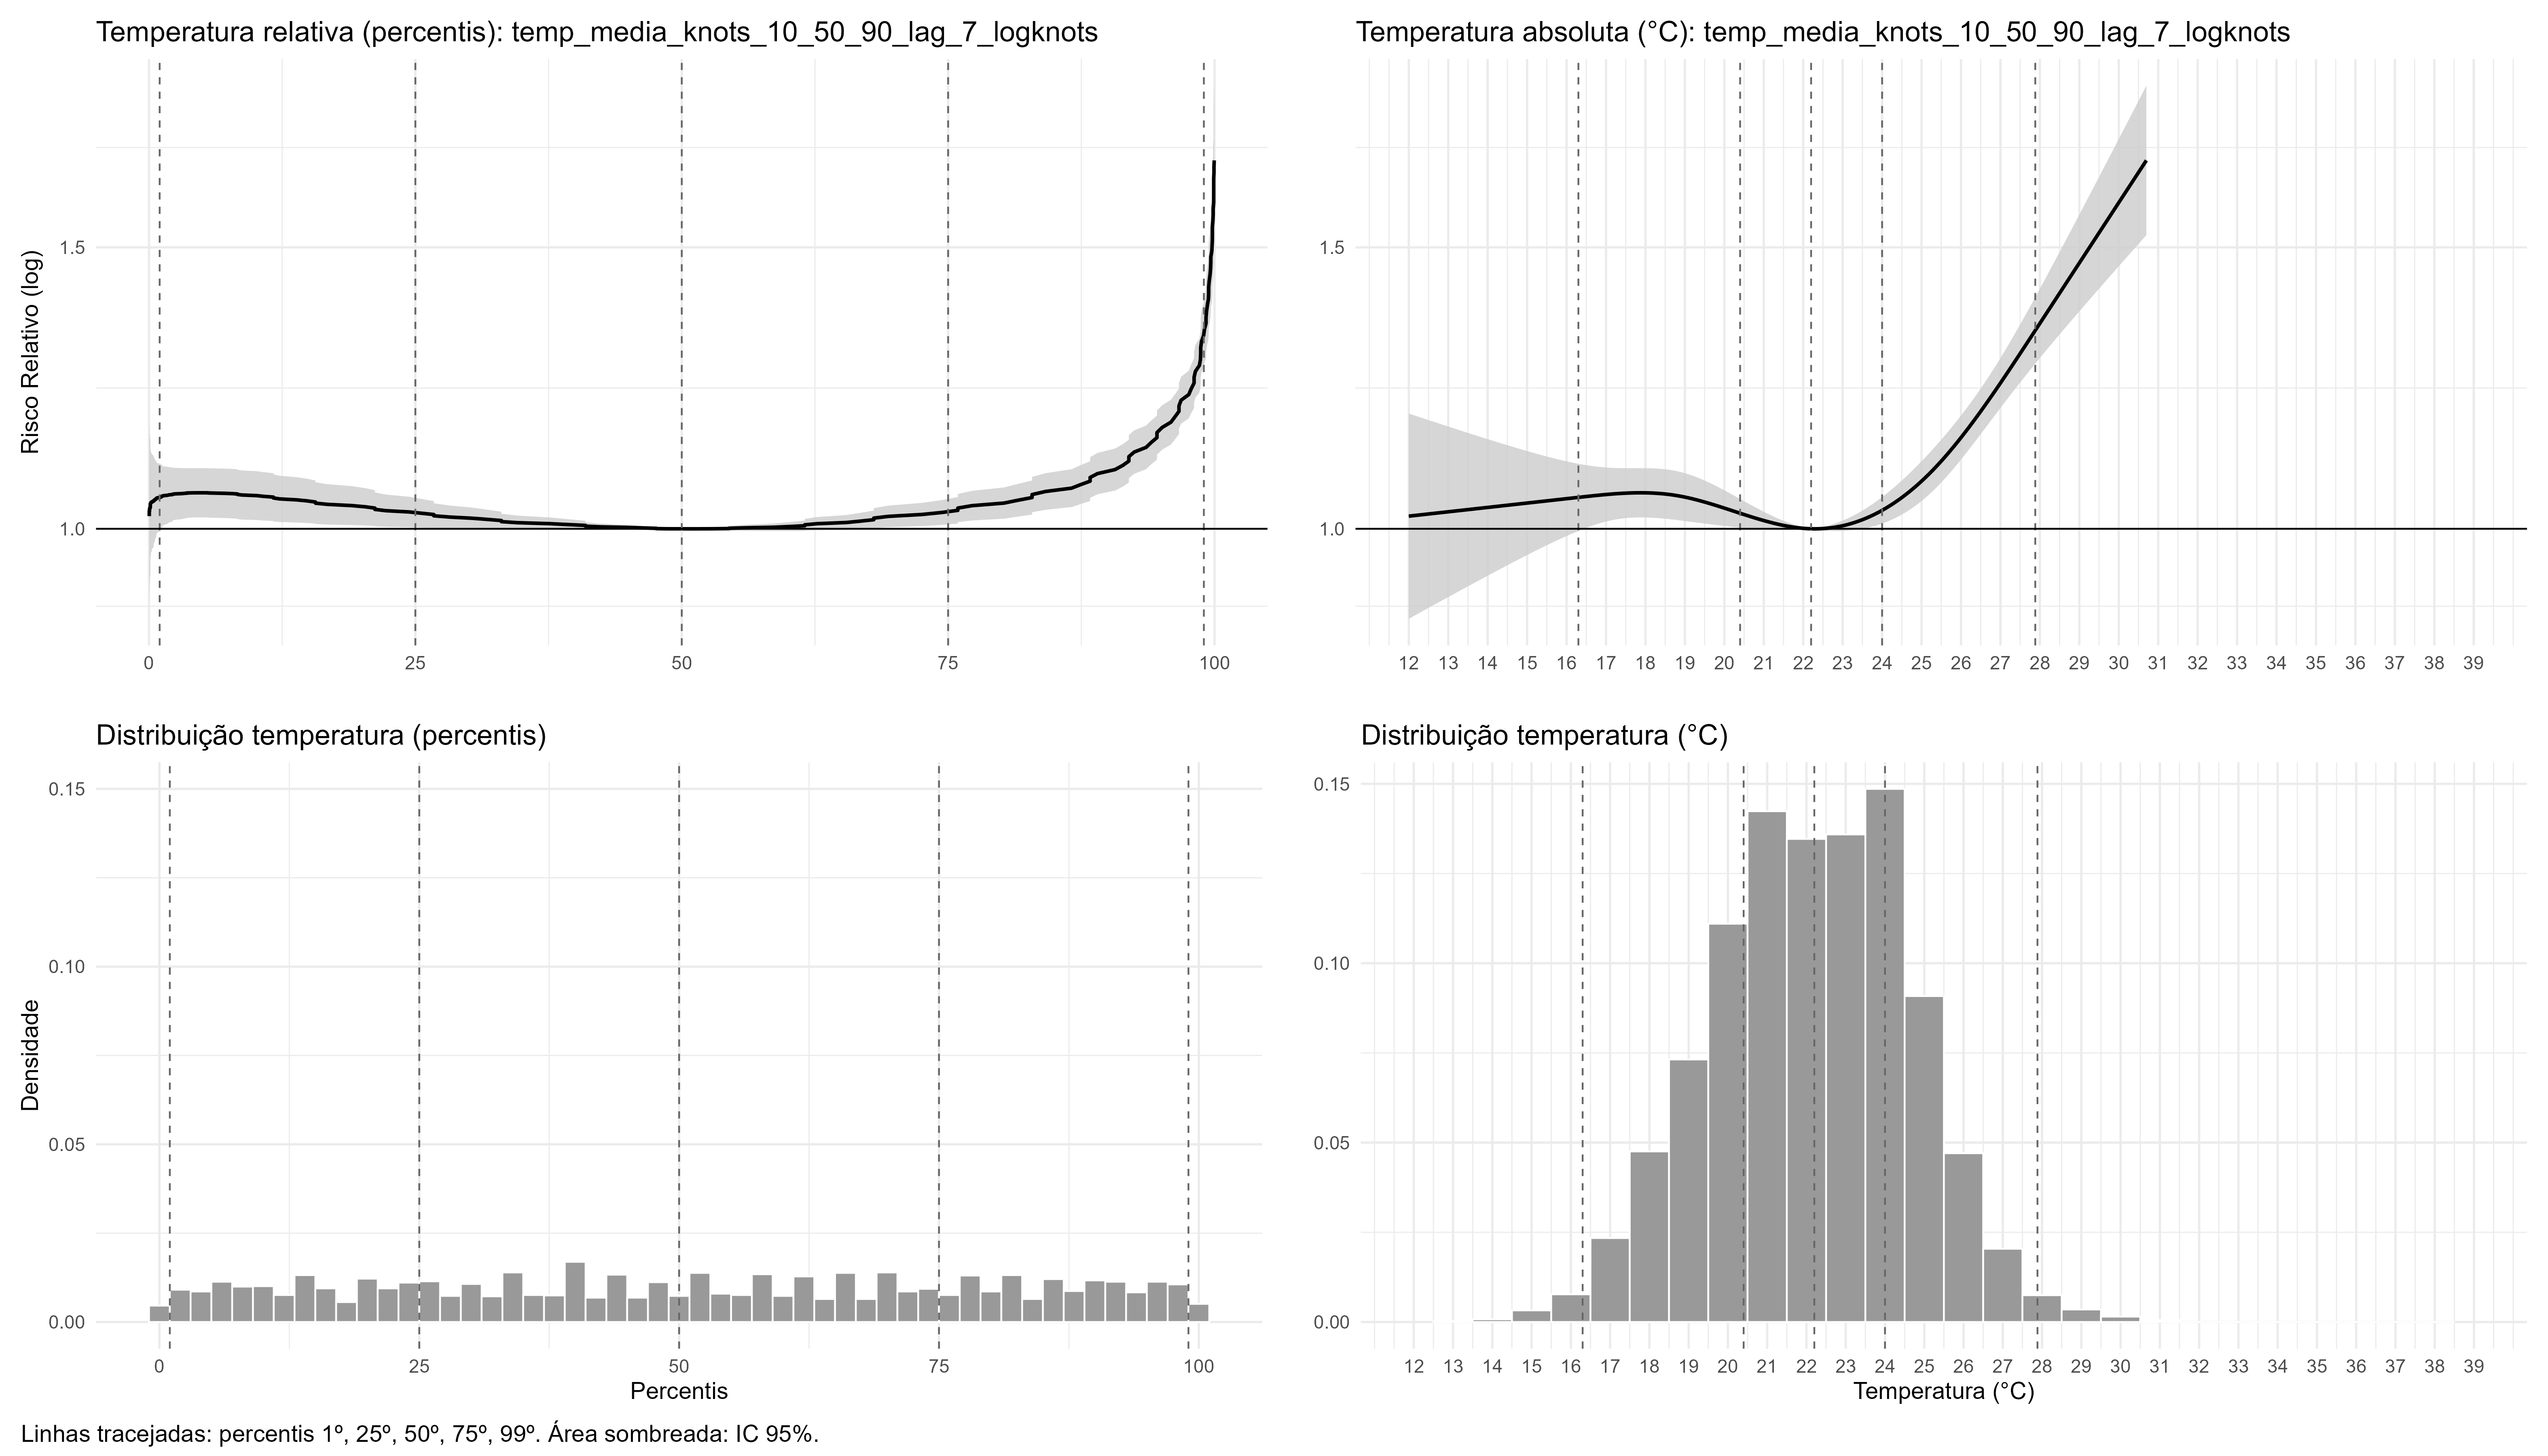 Temperatura relativa (percentis): temp_media_knots_10_50_90_lag_7_logknots
Risco Relativo (log)
1.5
1.0
0 25 50 75 100
Temperatura absoluta (°C): temp_media_knots_10_50_90_lag_7_logknots
1.5
1.0
12 13 14 15 16 17 18 19 20 21 22 23 24 25 26 27 28 29 30 31 32 33 34 35 36 37 38 39
Distribuição temperatura (percentis)
Densidade
0.15
0.10
0.05
0.00
0 25 50 75 100
Percentis
Distribuição temperatura (°C)
0.15
0.10
0.05
0.00
12 13 14 15 16 17 18 19 20 21 22 23 24 25 26 27 28 29 30 31 32 33 34 35 36 37 38 39
Temperatura (°C)
Linhas tracejadas: percentis 1º, 25º, 50º, 75º, 99º. Área sombreada: IC 95%.